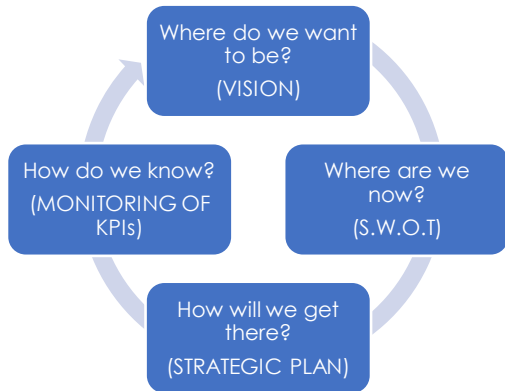 Where do we want
to be?
(VISION)
Where are we
now?
(S.W.O.T)
How will we get
there?
(STRATEGIC PLAN)
How do we know?
(MONITORING OF
KPIs)